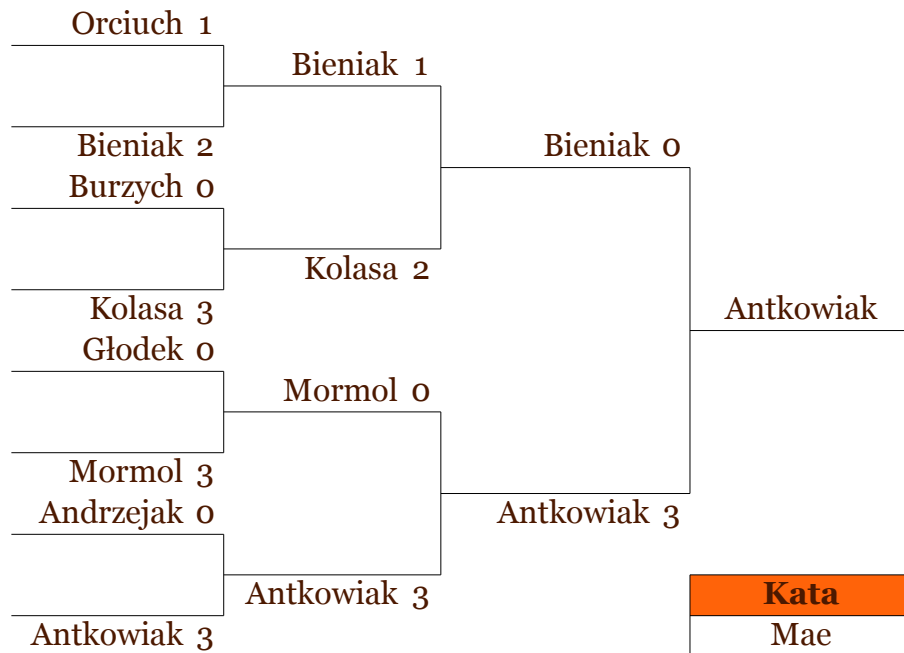 Orciuch 1
Bieniak 2
Burzych 0
Kolasa 3
Głodek 0
Mormol 3
Andrzejak 0
Antkowiak 3
Bieniak 1
Kolasa 2
Mormol 0
Antkowiak 3
Bieniak 0
Antkowiak 3
Antkowiak
Kata
Mae